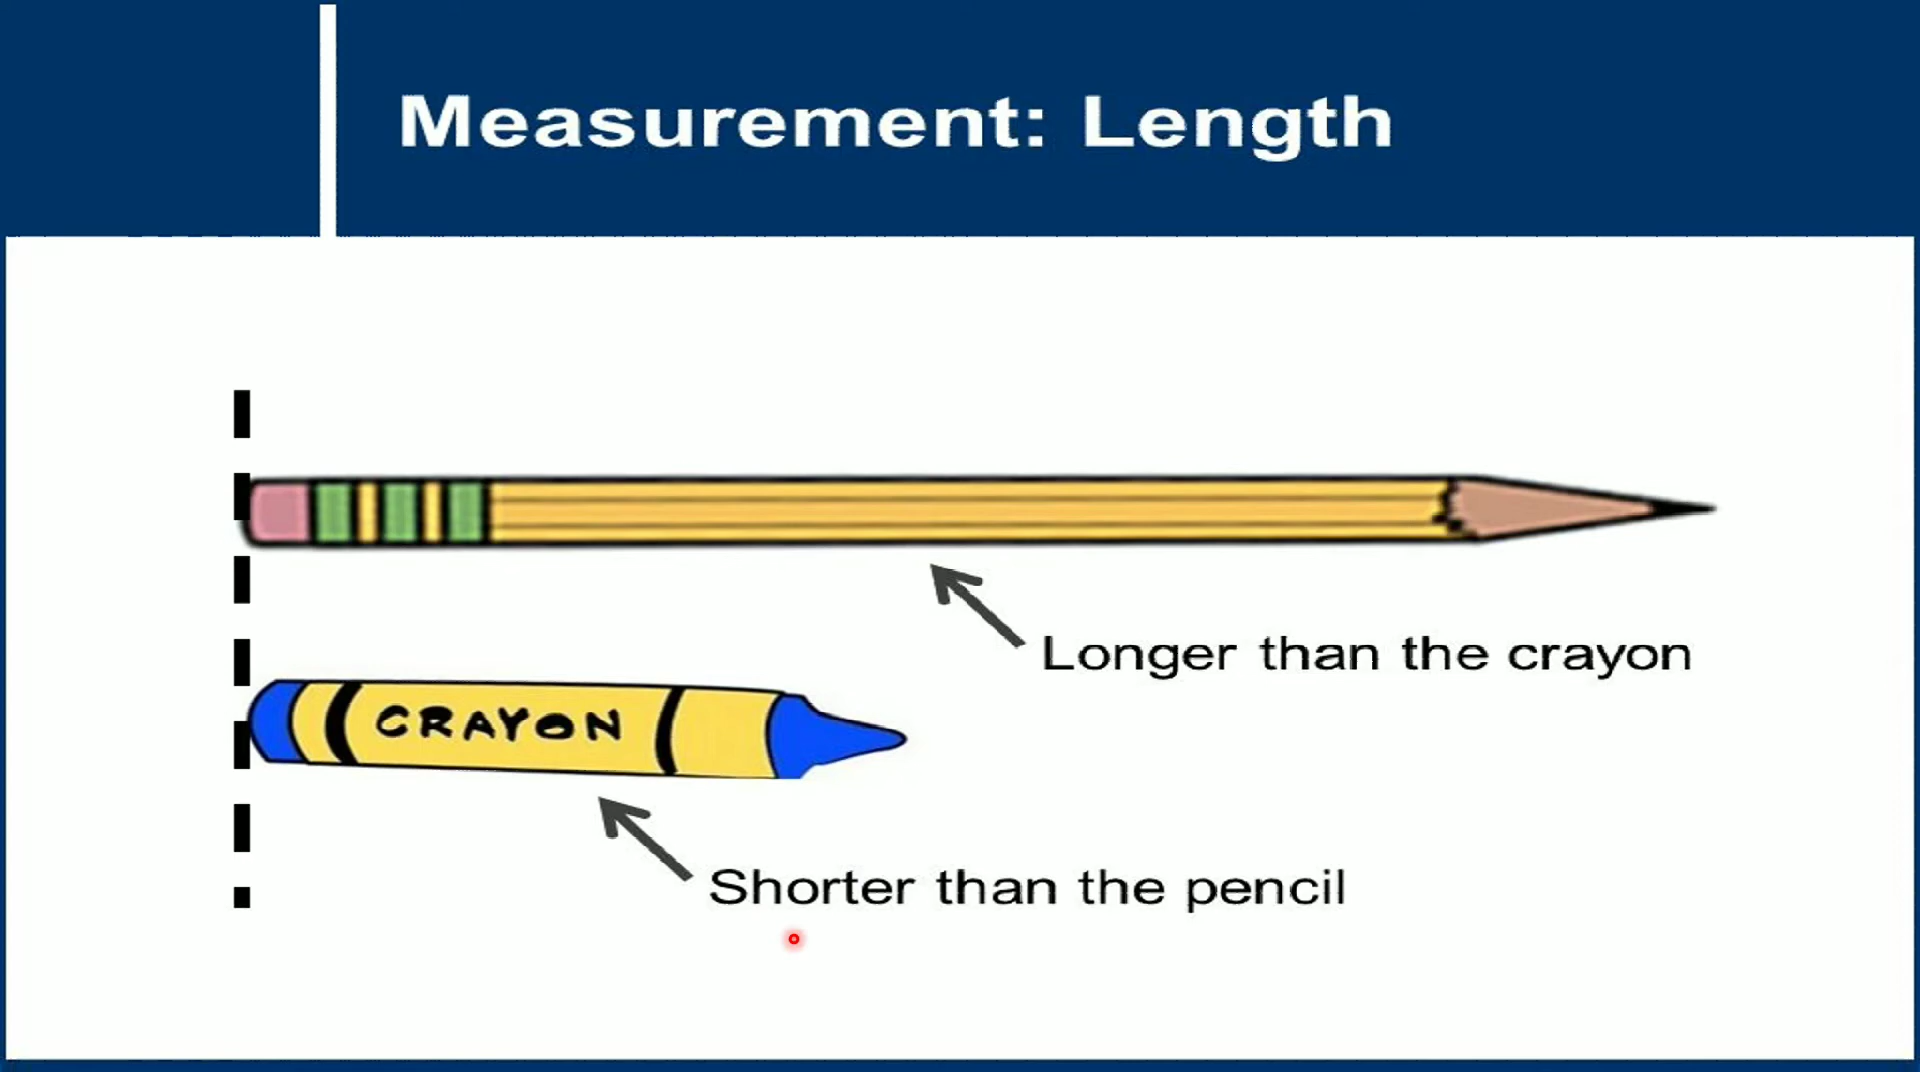 Measurement: Length
Longer than the crayon
CRAYON
Shorter than the pencil